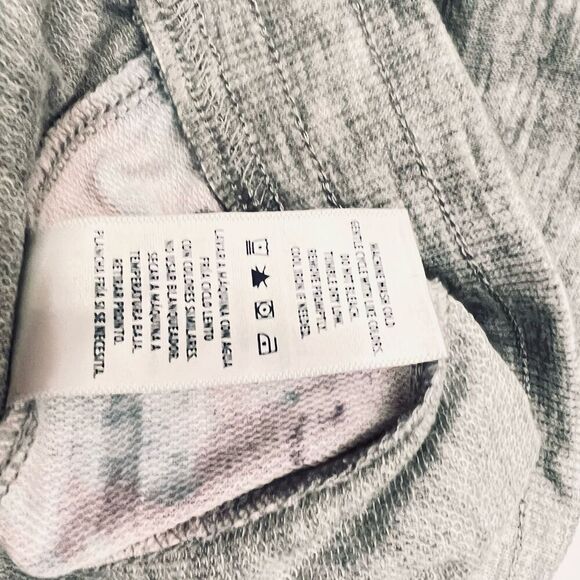 MACHINE WASH COLD
GENTLE CYCLE WITH LIKE COLORS.
DO NOT BLEACH.
TUMBLE DRY LOW.
REMOVE PROMPTLY.
COOL IRON IF NEEDED.
LAVAR A MAQUINA CON AGUA
FRIA, CICLO LENTO
CON COLORES SIMILARES.
NO USAR BLANQUEADOR.
SECAR A MAQUINA A
TEMPERATURA BAJA.
RETIRAR PRONTO.
PLANCHA FRIA SI SE NECESITA.